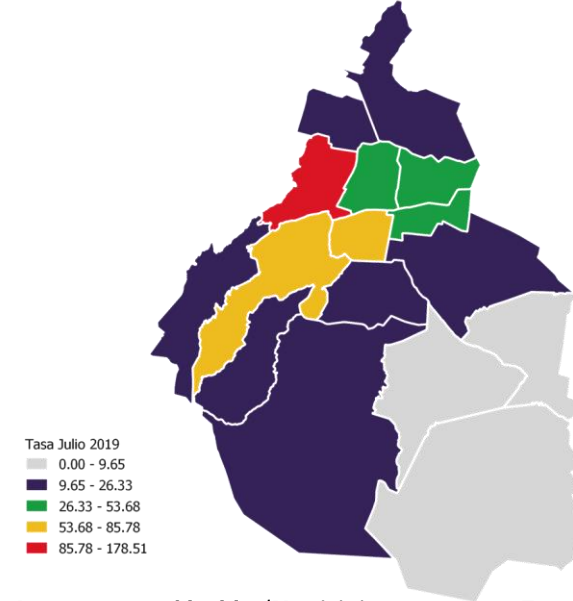 Tasa Julio 2019
0.00 - 9.65
9.65 - 26.33
26.33 - 53.68
53.68 - 85.78
85.78 - 178.51